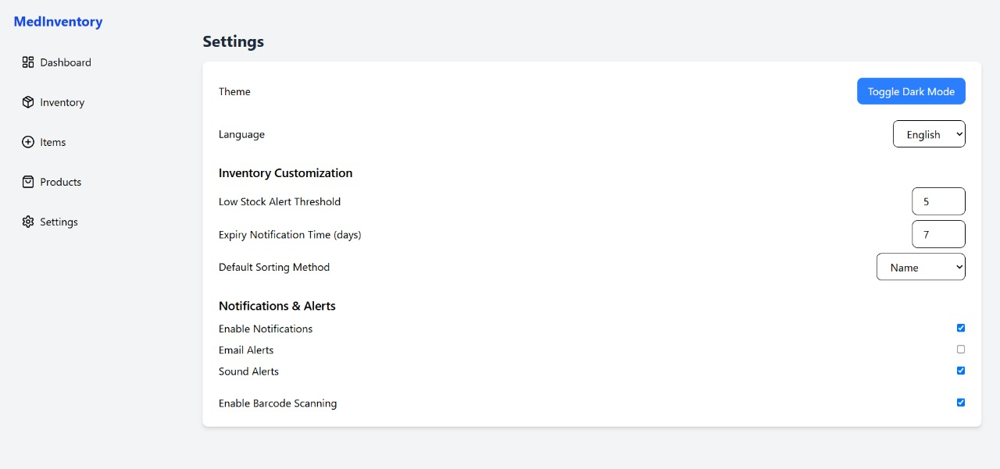 MedInventory
Dashboard
Inventory
Items
Products
Settings
Settings
Theme Toggle Dark Mode
Language English
Inventory Customization
Low Stock Alert Threshold 5
Expiry Notification Time (days) 7
Default Sorting Method Name
Notifications & Alerts
Enable Notifications
Email Alerts
Sound Alerts
Enable Barcode Scanning